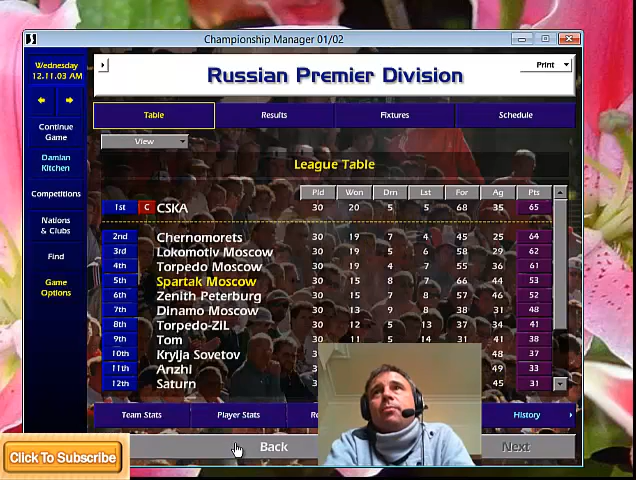 Championship Manager 01/02
Wednesday
12.11.03 AM
Continue
Game
Damian
Kitchen
Competitions
Nations
& Clubs
Find
Game
Options
Russian Premier Division
Print
Table Results Fixtures Schedule
View
League Table
Pld Won Drn Lst For Ag Pts
1st C CSKA 30 20 5 5 68 35 65
2nd Chernomorets 30 19 7 4 45 25 64
3rd Lokomotiv Moscow 30 19 5 6 58 29 62
4th Torpedo Moscow 30 19 4 7 55 36 61
5th Spartak Moscow 30 15 8 7 66 44 53
6th Zenith Peterburg 30 15 7 8 57 46 52
7th Dinamo Moscow 30 13 9 8 38 31 48
8th Torpedo-ZIL 30 12 5 13 37 34 41
9th Tom 30 11 5 14 31 41 38
10th Krylja Sovetov 48 37
11th Anzhi 49 33
12th Saturn 45 31
Team Stats Player Stats History
Back Next
Click To Subscribe